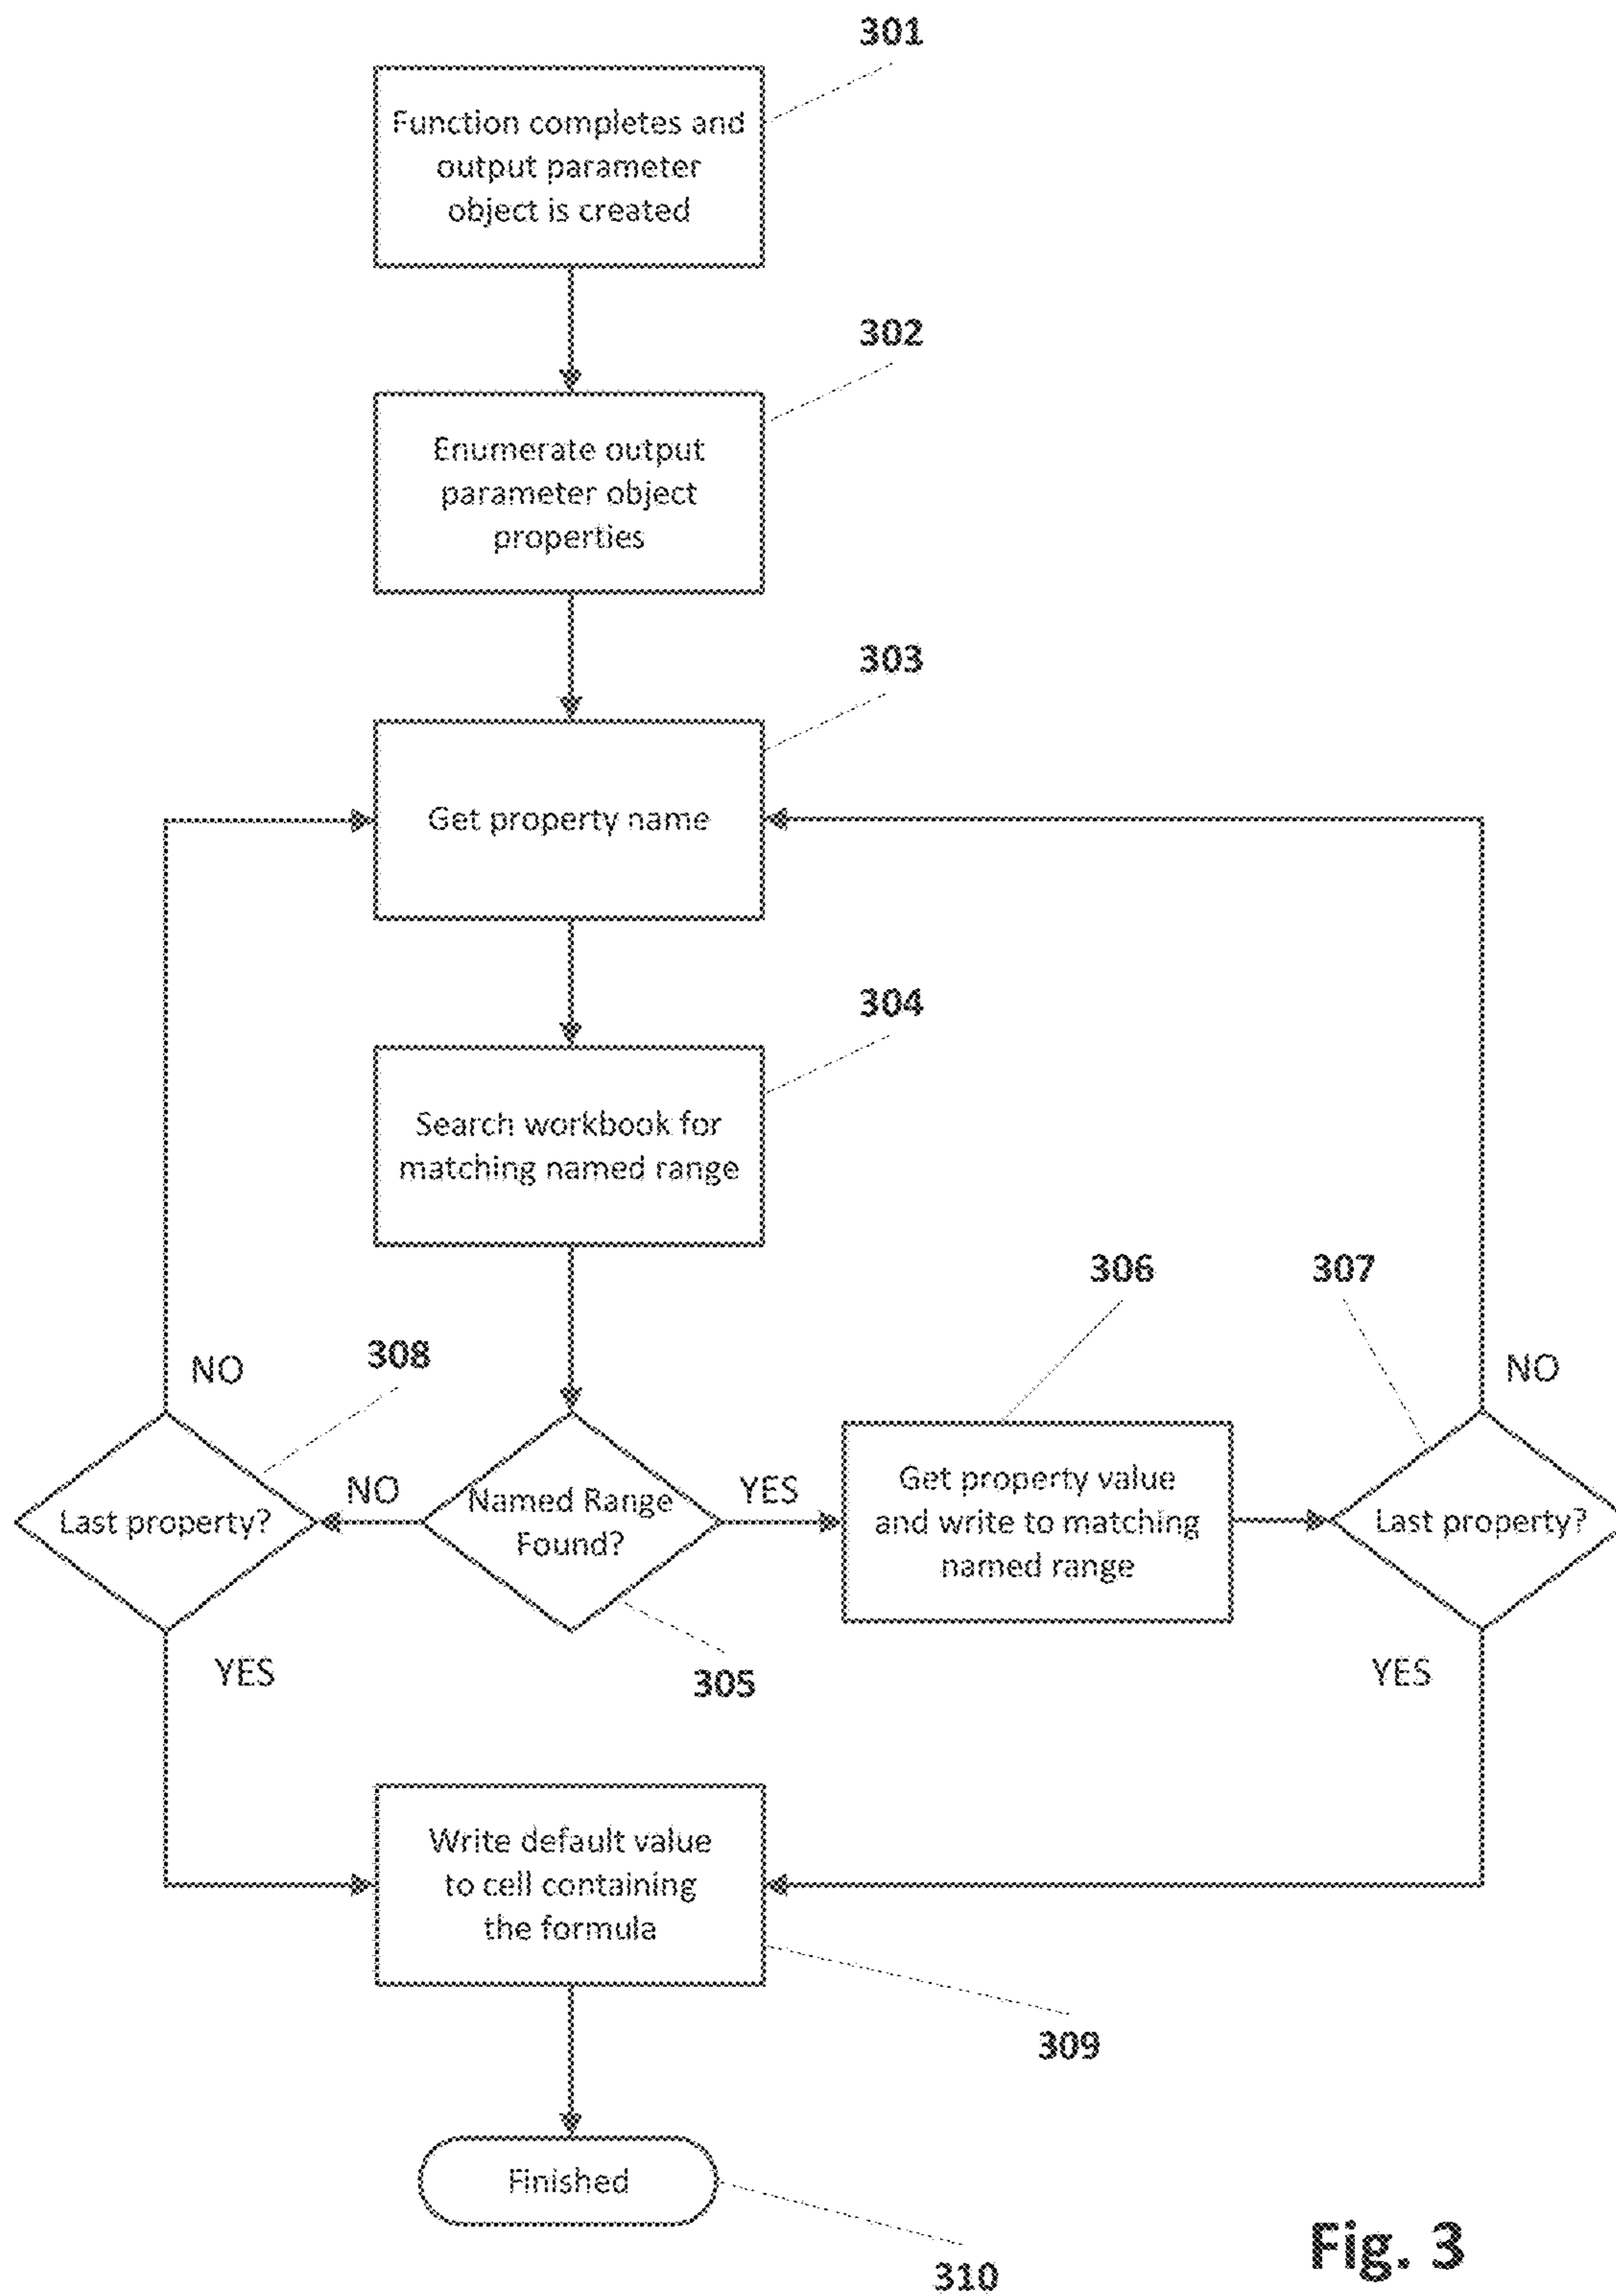 301
Function completes and
output parameter
object is created
302
Enumerate output
parameter object
properties
303
Get property name
304
Search workbook for
matching named range
306
307
308
NO
NO
Last property?
NO
Named Range
Found?
YES
Get property value
and write to matching
named range
Last property?
YES
305
YES
Write default value
to cell containing
the formula
309
Finished
310
Fig. 3